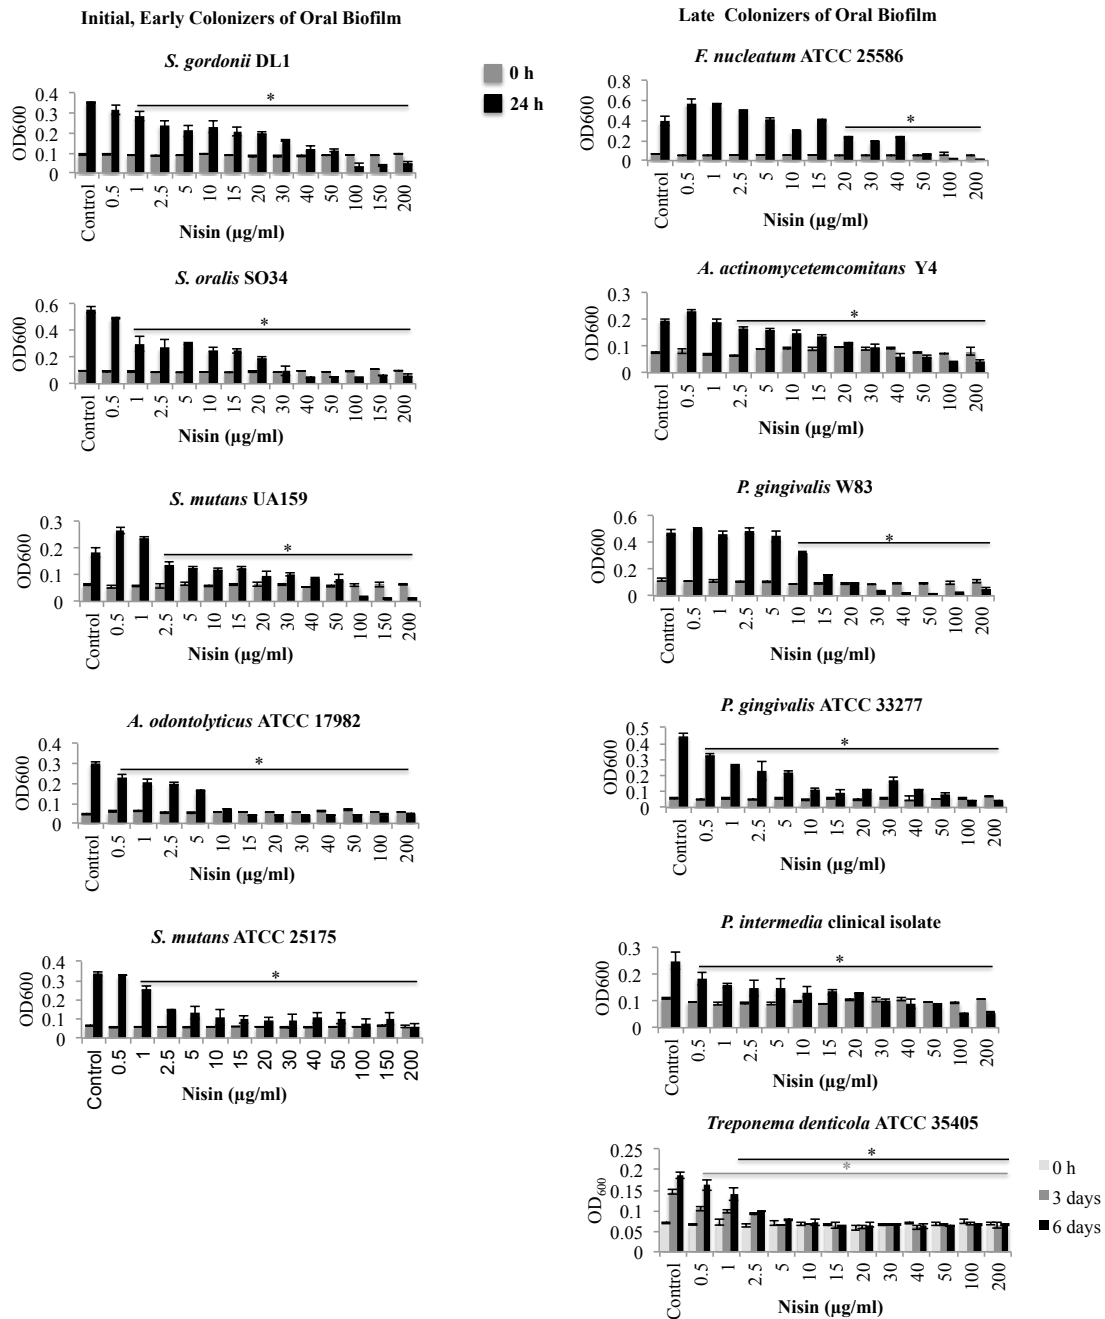 Initial, Early Colonizers of Oral Biofilm
S. gordonii DL1
0 h
24 h
*
OD600
0.4
0.3
0.2
0.1
0
Control 0.5 1 2.5 5 10 15 20 30 40 50 100 150 200
Nisin (µg/ml)
S. oralis SO34
*
OD600
0.6
0.4
0.2
0
Control 0.5 1 2.5 5 10 15 20 30 40 50 100 150 200
Nisin (µg/ml)
S. mutans UA159
*
OD600
0.3
0.2
0.1
0
Control 0.5 1 2.5 5 10 15 20 30 40 50 100 150 200
Nisin (µg/ml)
A. odontolyticus ATCC 17982
*
OD600
0.4
0.3
0.2
0.1
0
Control 0.5 1 2.5 5 10 15 20 30 40 50 100 200
Nisin (µg/ml)
S. mutans ATCC 25175
*
OD600
0.4
0.3
0.2
0.1
0
Control 0.5 1 2.5 5 10 15 20 30 40 50 100 150 200
Nisin (µg/ml)
Late Colonizers of Oral Biofilm
F. nucleatum ATCC 25586
*
OD600
0.8
0.6
0.4
0.2
0
Control 0.5 1 2.5 5 10 15 20 30 40 50 100 200
Nisin (µg/ml)
A. actinomycetemcomitans Y4
*
OD600
0.3
0.2
0.1
0
Control 0.5 1 2.5 5 10 15 20 30 40 50 100 200
Nisin (µg/ml)
P. gingivalis W83
*
OD600
0.6
0.4
0.2
0
Control 0.5 1 2.5 5 10 15 20 30 40 50 100 200
Nisin (µg/ml)
P. gingivalis ATCC 33277
*
OD600
0.5
0.4
0.3
0.2
0.1
0
Control 0.5 1 2.5 5 10 15 20 30 40 50 100 200
Nisin (µg/ml)
P. intermedia clinical isolate
*
OD600
0.3
0.2
0.1
0
Control 0.5 1 2.5 5 10 15 20 30 40 50 100 200
Nisin (µg/ml)
Treponema denticola ATCC 35405
*
*
0 h
3 days
6 days
OD600
0.25
0.2
0.15
0.1
0.05
0
Control 0.5 1 2.5 5 10 15 20 30 40 50 100 200
Nisin (µg/ml)